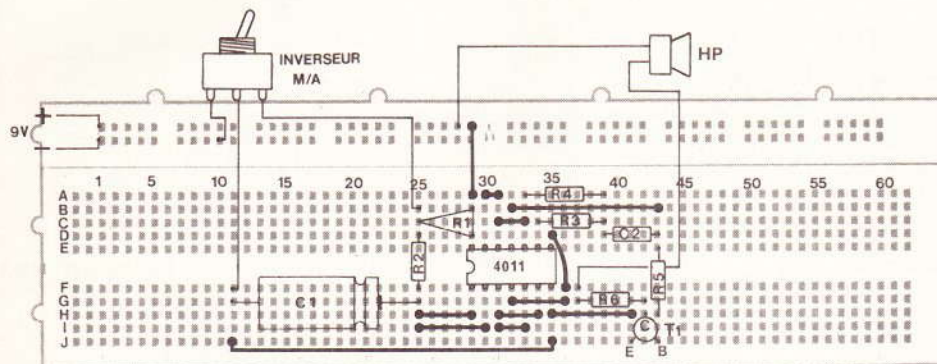 INVERSEUR
M/A
HP
+
9V
−
1 5 10 15 20 25 30 35 40 45 50 55 60
A
B
C
D
E
F
G
H
I
J
R4
R1
R3
C2
R2
4011
C1
R5
R6
C
T1
E B